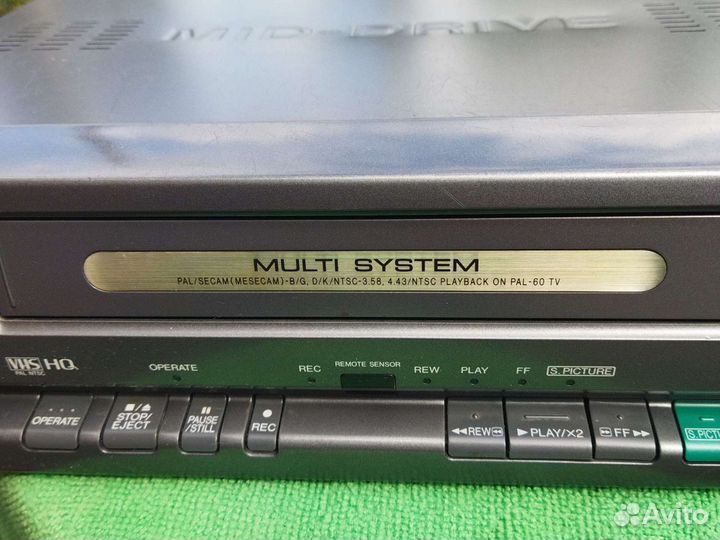 MID-DRIVE
MULTI SYSTEM
PAL/SECAM(MESECAM)-B/G, D/K/NTSC-3.58, 4.43/NTSC PLAYBACK ON PAL-60 TV
VHS HQ
PAL NTSC
OPERATE
REC
REMOTE SENSOR
REW
PLAY
FF
S. PICTURE
OPERATE
■/⏏
STOP/
EJECT
PAUSE
/STILL
REC
◀◀REW
▶PLAY/X2
FF▶▶
S.PICTU
Avito